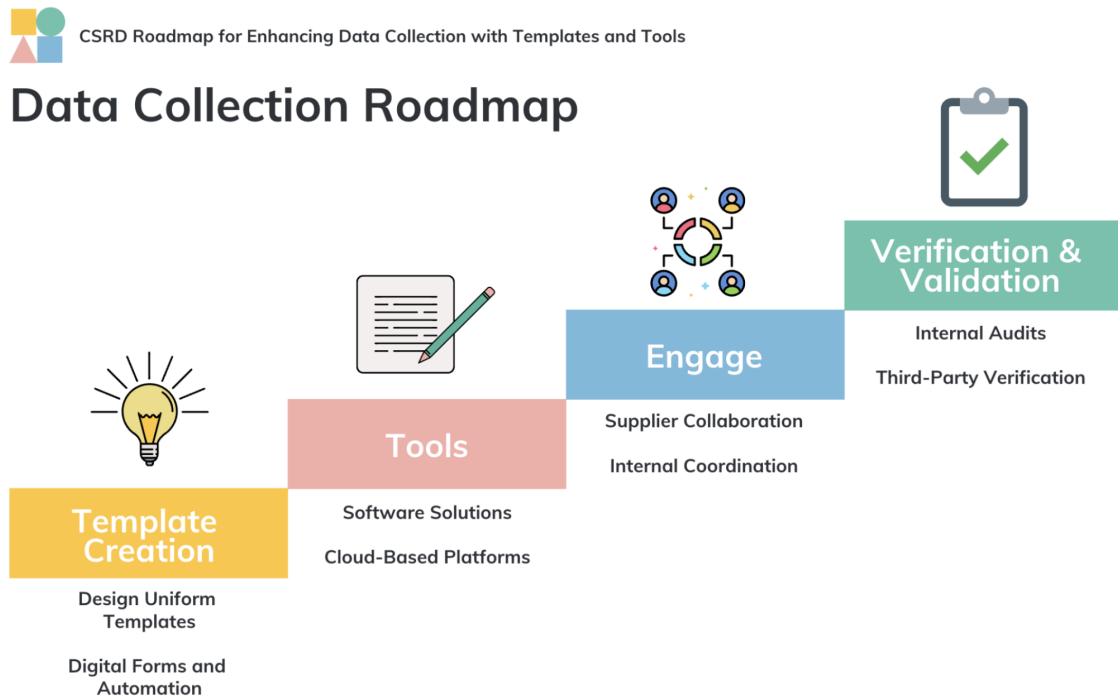 CSRD Roadmap for Enhancing Data Collection with Templates and Tools
Data Collection Roadmap
Template
Creation
Design Uniform
Templates
Digital Forms and
Automation
Tools
Software Solutions
Cloud-Based Platforms
Engage
Supplier Collaboration
Internal Coordination
Verification &
Validation
Internal Audits
Third-Party Verification